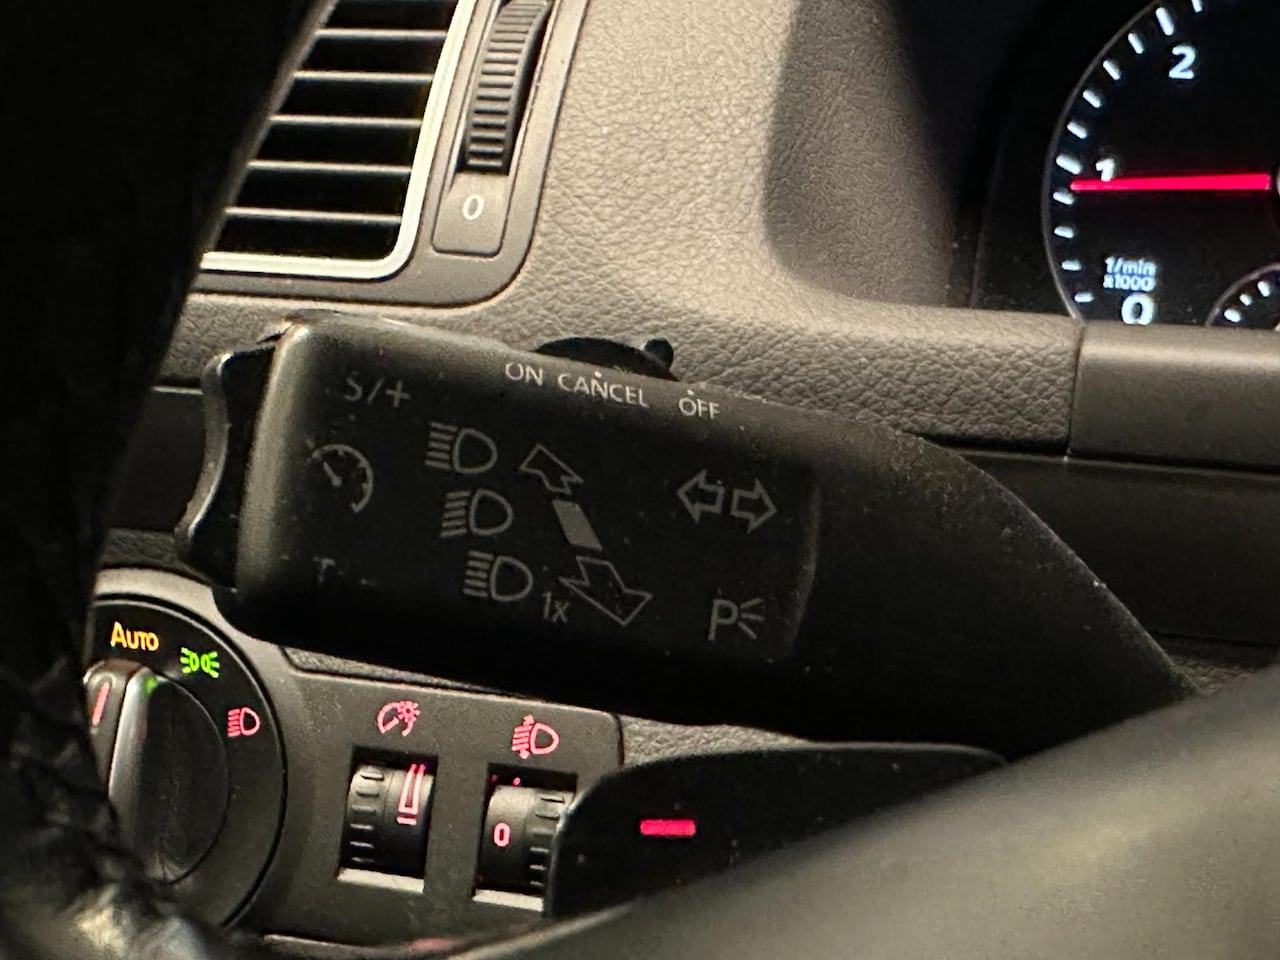 2
1
0
1/min
x1000
0
ON CANCEL OFF
S/+
1x
P
AUTO
0